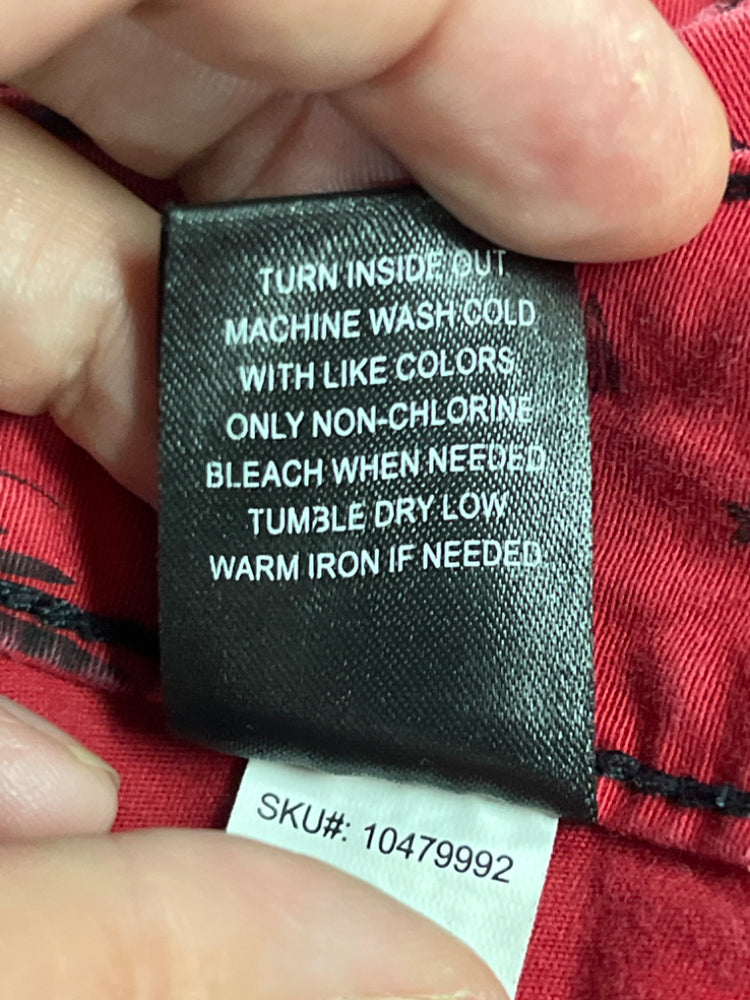 TURN INSIDE OUT
MACHINE WASH COLD
WITH LIKE COLORS.
ONLY NON-CHLORINE
BLEACH WHEN NEEDED.
TUMBLE DRY LOW
WARM IRON IF NEEDED.
SKU#: 10479992